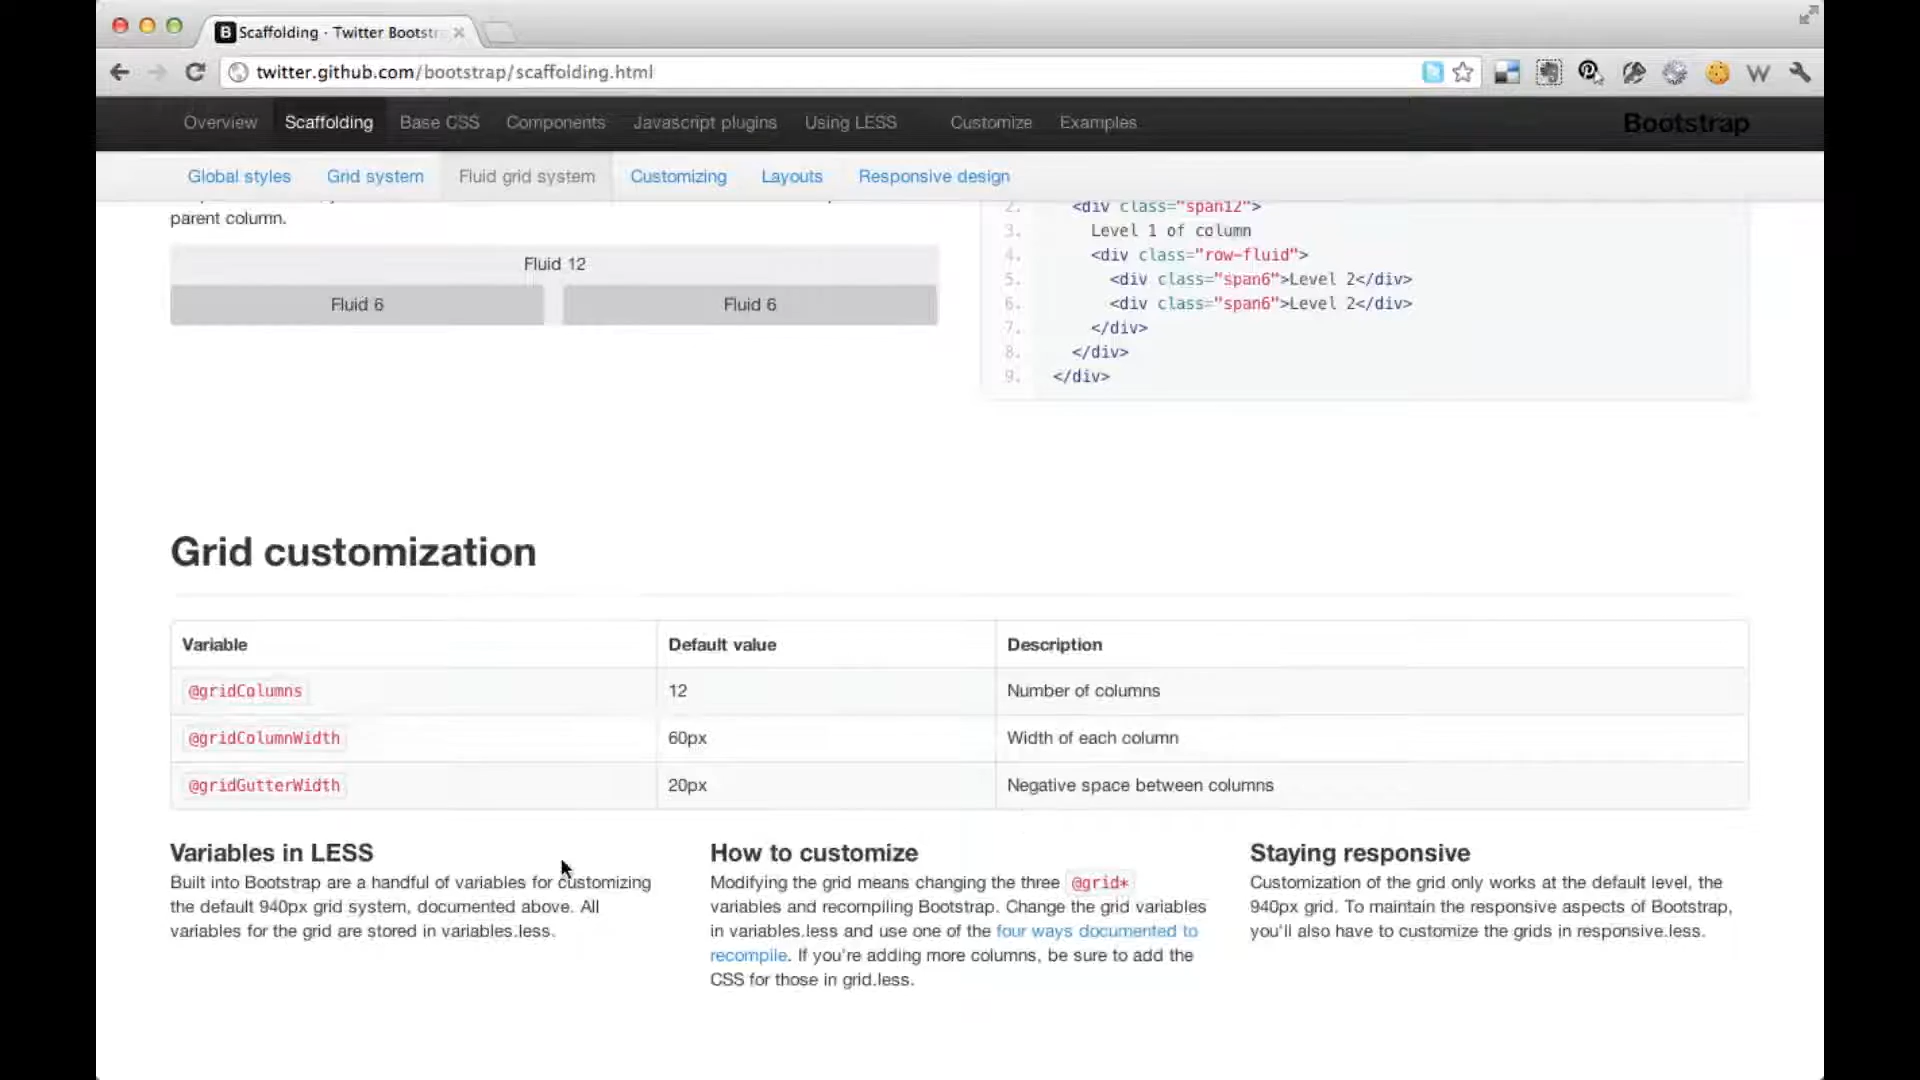 Scaffolding · Twitter Bootstr
twitter.github.com/bootstrap/scaffolding.html
Overview Scaffolding Base CSS Components Javascript plugins Using LESS Customize Examples Bootstrap
Global styles Grid system Fluid grid system Customizing Layouts Responsive design
parent column.
Fluid 12
Fluid 6 Fluid 6
2. <div class="span12">
3. Level 1 of column
4. <div class="row-fluid">
5. <div class="span6">Level 2</div>
6. <div class="span6">Level 2</div>
7. </div>
8. </div>
9. </div>
Grid customization
Variable Default value Description
@gridColumns 12 Number of columns
@gridColumnWidth 60px Width of each column
@gridGutterWidth 20px Negative space between columns
Variables in LESS
Built into Bootstrap are a handful of variables for customizing
the default 940px grid system, documented above. All
variables for the grid are stored in variables.less.
How to customize
Modifying the grid means changing the three @grid*
variables and recompiling Bootstrap. Change the grid variables
in variables.less and use one of the four ways documented to
recompile. If you're adding more columns, be sure to add the
CSS for those in grid.less.
Staying responsive
Customization of the grid only works at the default level, the
940px grid. To maintain the responsive aspects of Bootstrap,
you'll also have to customize the grids in responsive.less.